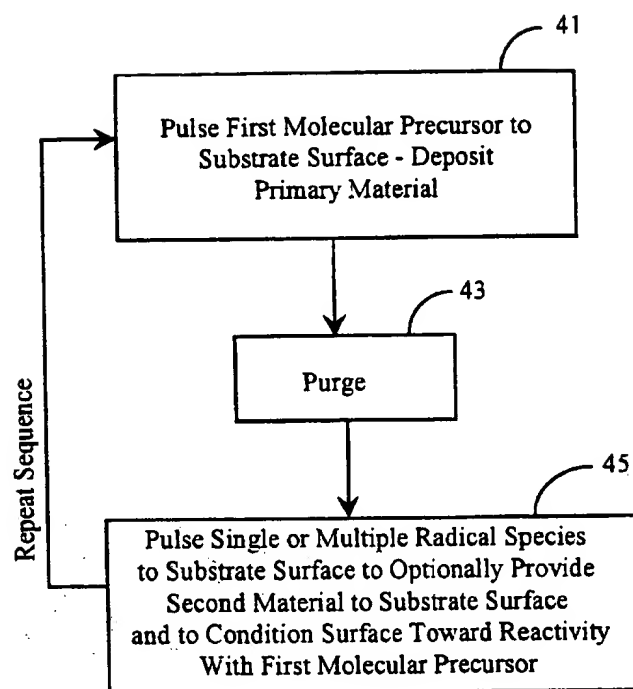 41
Pulse First Molecular Precursor to
Substrate Surface - Deposit
Primary Material
43
Purge
Repeat Sequence
45
Pulse Single or Multiple Radical Species
to Substrate Surface to Optionally Provide
Second Material to Substrate Surface
and to Condition Surface Toward Reactivity
With First Molecular Precursor